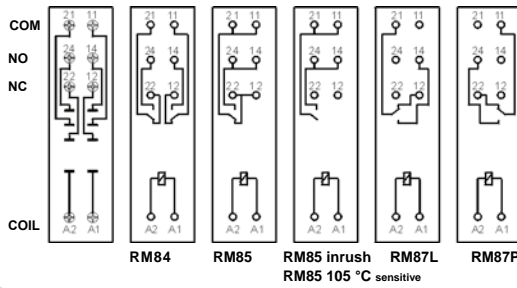 COM
NO
NC
COIL
21 11
24 14
22 12
A2 A1
21 11
24 14
22 12
A2 A1
RM84
21 11
24 14
22 12
A2 A1
RM85
21 11
24 14
22 12
A2 A1
RM85 inrush
RM85 105 °C sensitive
21 11
24 14
22 12
A2 A1
RM87L
21 11
24 14
22 12
A2 A1
RM87P